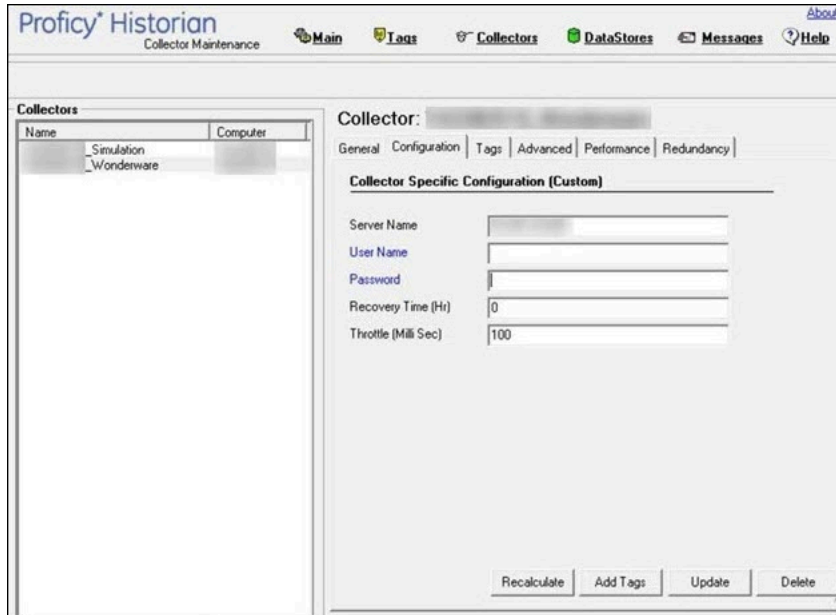 About
Proficy* Historian
Collector Maintenance
Main Tags Collectors DataStores Messages Help
Collectors
Name Computer
_Simulation
_Wonderware
Collector:
General Configuration Tags Advanced Performance Redundancy
Collector Specific Configuration (Custom)
Server Name
User Name
Password
Recovery Time (Hr) 0
Throttle (Milli Sec) 100
Recalculate Add Tags Update Delete